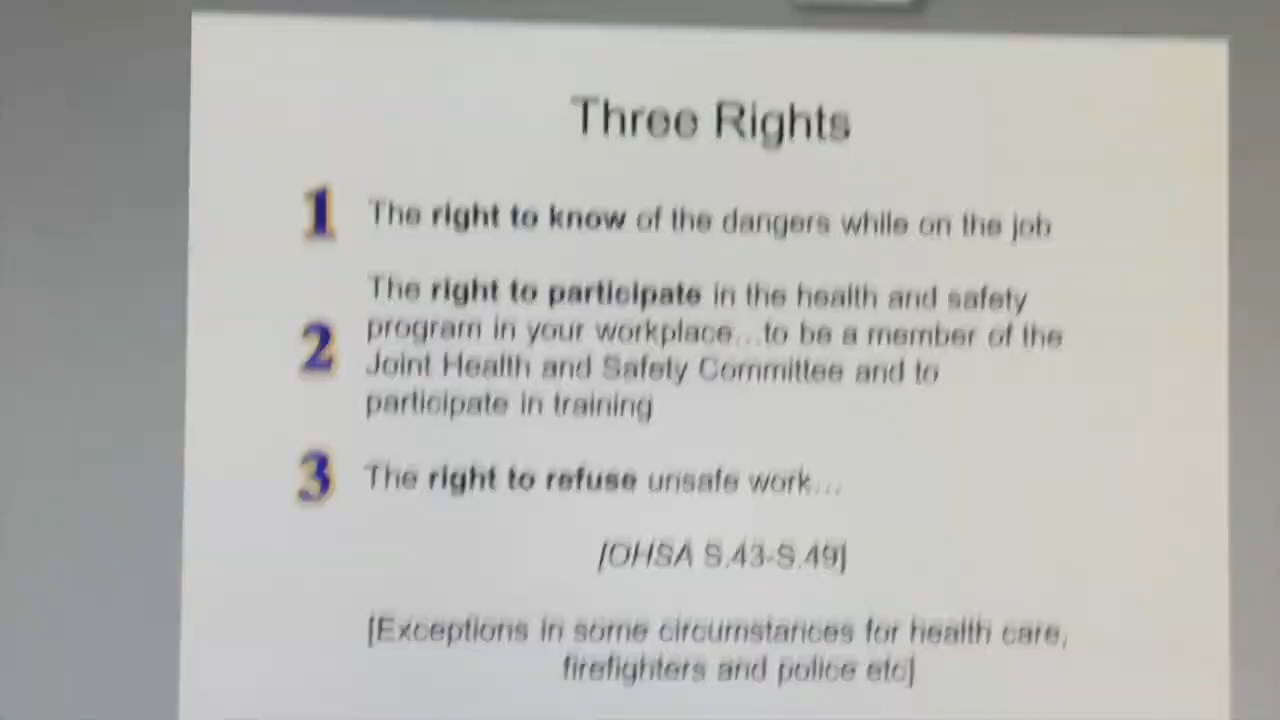 Three Rights
1 The right to know of the dangers while on the job
The right to participate in the health and safety
program in your workplace...to be a member of the
2
Joint Health and Safety Committee and to
participate in training
3 The right to refuse unsafe work...
[OHSA S.43-S.49]
[Exceptions in some circumstances for health care,
firefighters and police etc]